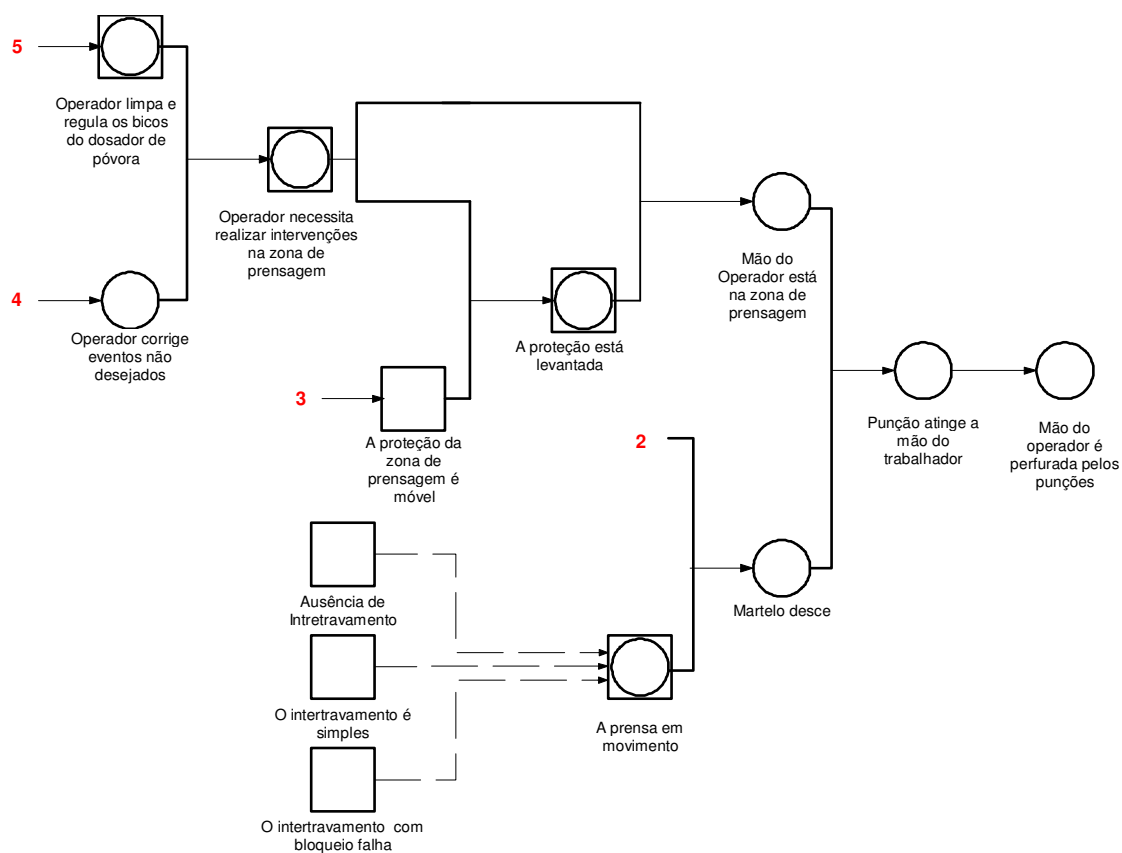 5
Operador limpa e
regula os bicos
do dosador de
póvora
Operador necessita
realizar intervenções
na zona de
prensagem
4
Operador corrige
eventos não
desejados
Mão do
Operador está
na zona de
prensagem
A proteção está
levantada
3
A proteção da
zona de
prensagem é
móvel
2
Punção atinge a
mão do
trabalhador
Mão do
operador é
perfurada pelos
punções
Ausência de
Intretravamento
Martelo desce
O intertravamento é
simples
A prensa em
movimento
O intertravamento com
bloqueio falha